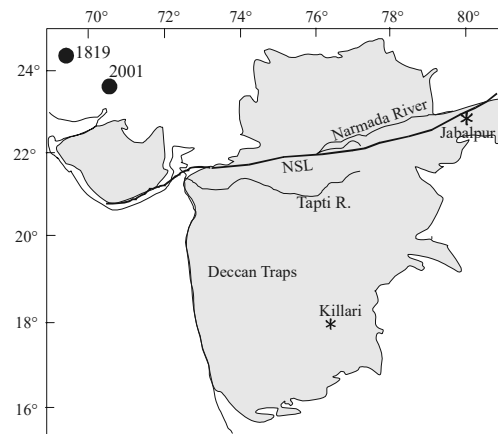 70° 72° 74° 76° 78° 80°
24°
1819
2001
Narmada River
Jabalpur
22°
NSL
Tapti R.
20°
Deccan Traps
Killari
18°
16°